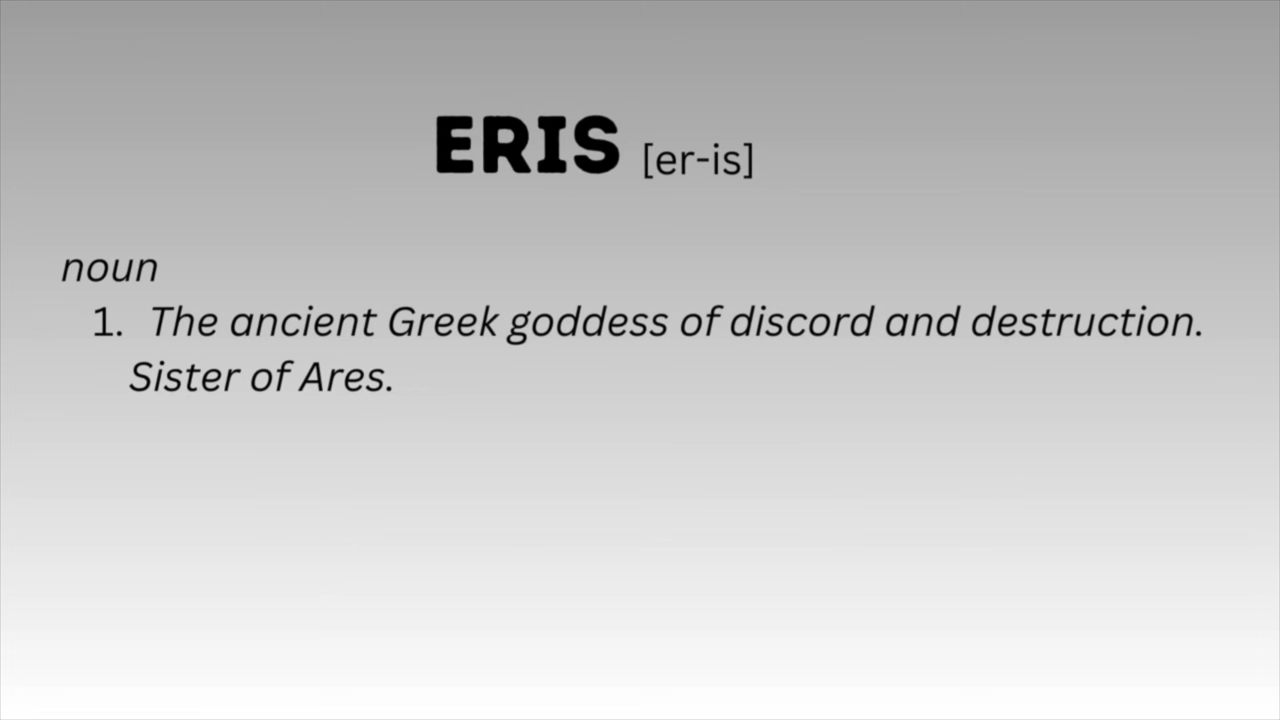 ERIS [er-is]
noun
1. The ancient Greek goddess of discord and destruction.
Sister of Ares.